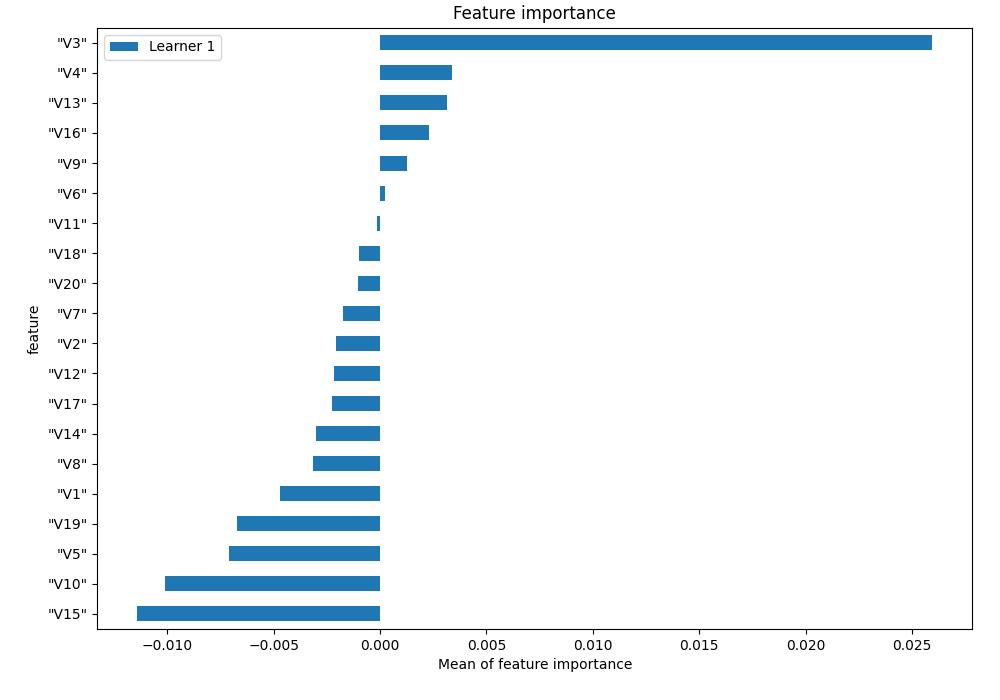 Feature importance
Learner 1
"V3"
"V4"
"V13"
"V16"
"V9"
"V6"
"V11"
"V18"
"V20"
"V7"
"V2"
"V12"
"V17"
"V14"
"V8"
"V1"
"V19"
"V5"
"V10"
"V15"
feature
−0.010 −0.005 0.000 0.005 0.010 0.015 0.020 0.025
Mean of feature importance